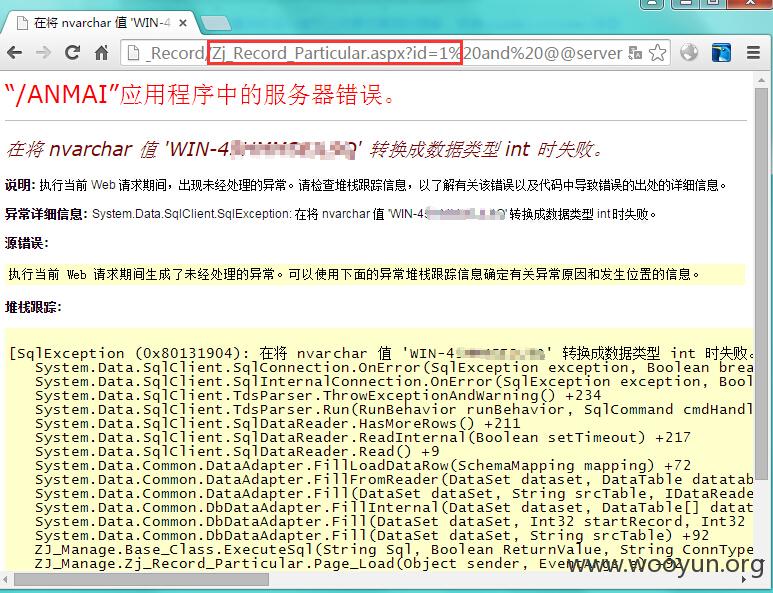 在将 nvarchar 值 'WIN-4
_Record/Zj_Record_Particular.aspx?id=1%20and%20@@server
“/ANMAI”应用程序中的服务器错误。
在将 nvarchar 值 'WIN-4 ' 转换成数据类型 int 时失败。
说明: 执行当前 Web 请求期间，出现未经处理的异常。请检查堆栈跟踪信息，以了解有关该错误以及代码中导致错误的出处的详细信息。
异常详细信息: System.Data.SqlClient.SqlException: 在将 nvarchar 值 'WIN-4 ' 转换成数据类型 int 时失败。
源错误:
执行当前 Web 请求期间生成了未经处理的异常。可以使用下面的异常堆栈跟踪信息确定有关异常原因和发生位置的信息。
堆栈跟踪:
[SqlException (0x80131904): 在将 nvarchar 值 'WIN-4 ' 转换成数据类型 int 时失败。
System.Data.SqlClient.SqlConnection.OnError(SqlException exception, Boolean brea
System.Data.SqlClient.SqlInternalConnection.OnError(SqlException exception, Bool
System.Data.SqlClient.TdsParser.ThrowExceptionAndWarning() +234
System.Data.SqlClient.TdsParser.Run(RunBehavior runBehavior, SqlCommand cmdHandl
System.Data.SqlClient.SqlDataReader.HasMoreRows() +211
System.Data.SqlClient.SqlDataReader.ReadInternal(Boolean setTimeout) +217
System.Data.SqlClient.SqlDataReader.Read() +9
System.Data.Common.DataAdapter.FillLoadDataRow(SchemaMapping mapping) +72
System.Data.Common.DataAdapter.FillFromReader(DataSet dataset, DataTable datatab
System.Data.Common.DataAdapter.Fill(DataSet dataSet, String srcTable, IDataReade
System.Data.Common.DbDataAdapter.FillInternal(DataSet dataset, DataTable[] datat
System.Data.Common.DbDataAdapter.Fill(DataSet dataSet, Int32 startRecord, Int32
System.Data.Common.DbDataAdapter.Fill(DataSet dataSet, String srcTable) +92
ZJ_Manage.Base_Class.ExecuteSql(String Sql, Boolean ReturnValue, String ConnType
ZJ_Manage.Zj_Record_Particular.Page_Load(Object sender, EventArgs e) +92
www.wooyun.org